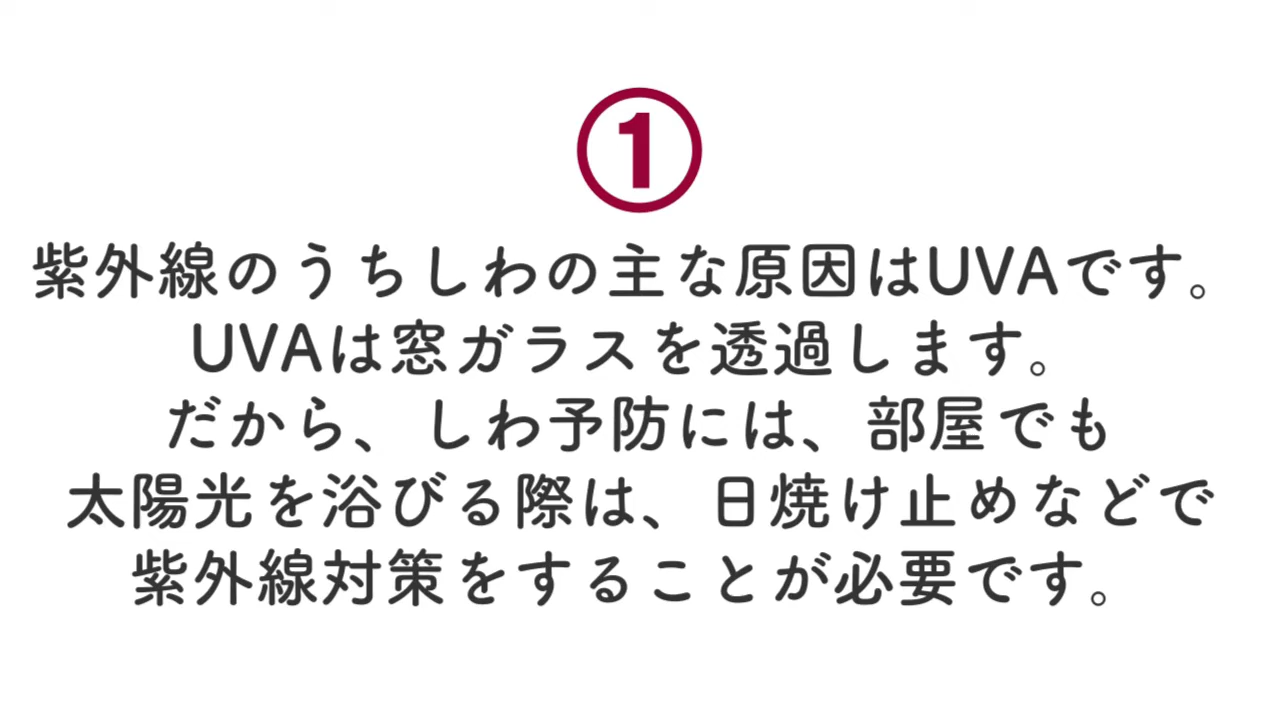 ①
紫外線のうちしわの主な原因はUVAです。
UVAは窓ガラスを透過します。
だから、しわ予防には、部屋でも
太陽光を浴びる際は、日焼け止めなどで
紫外線対策をすることが必要です。